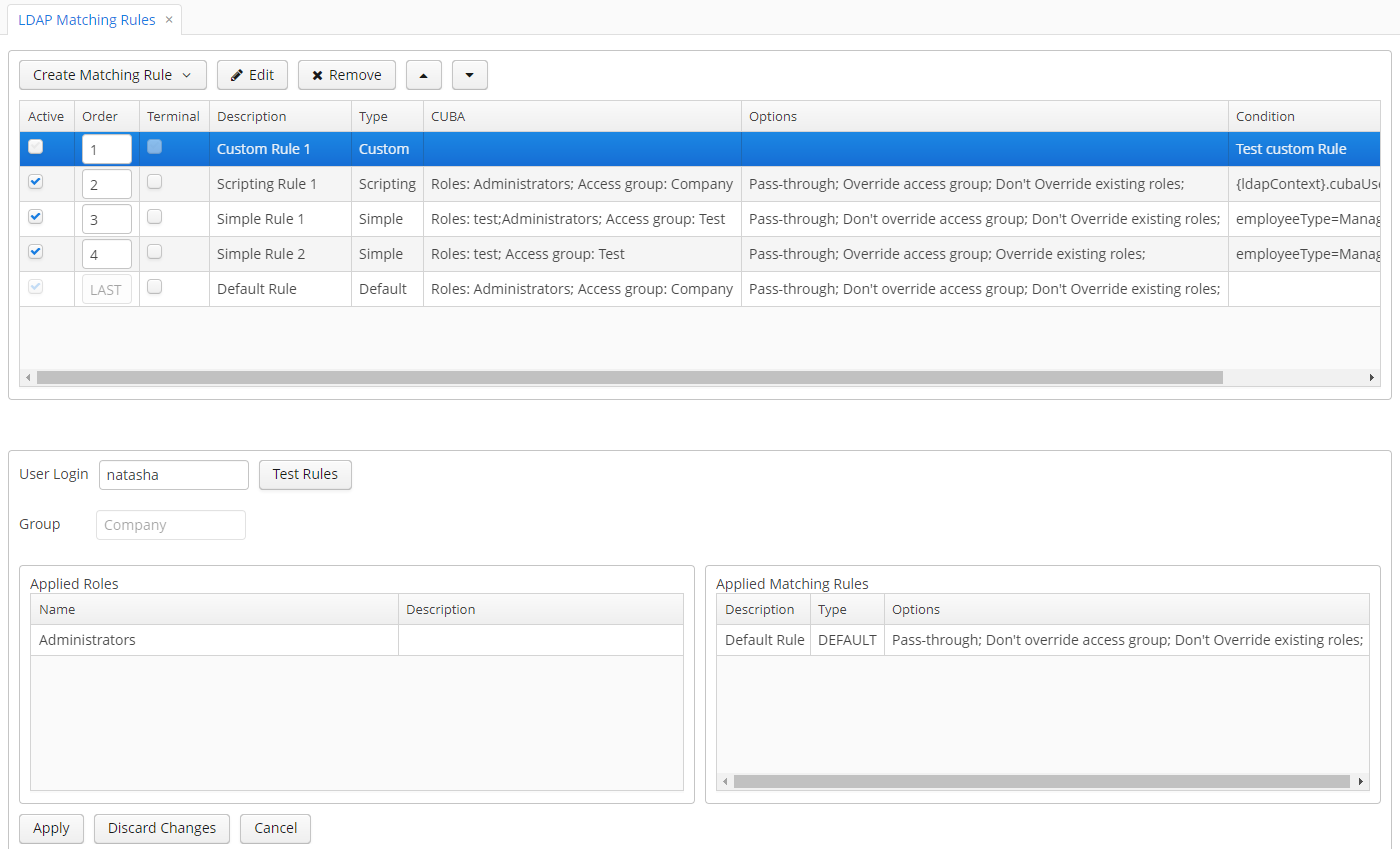 LDAP Matching Rules ×
Create Matching Rule Edit Remove
Active Order Terminal Description Type CUBA Options Condition
1 Custom Rule 1 Custom Test custom Rule
2 Scripting Rule 1 Scripting Roles: Administrators; Access group: Company Pass-through; Override access group; Don't Override existing roles; {ldapContext}.cubaUse
3 Simple Rule 1 Simple Roles: test;Administrators; Access group: Test Pass-through; Don't override access group; Don't Override existing roles; employeeType=Manag
4 Simple Rule 2 Simple Roles: test; Access group: Test Pass-through; Override access group; Override existing roles; employeeType=Manag
LAST Default Rule Default Roles: Administrators; Access group: Company Pass-through; Don't override access group; Don't Override existing roles;
User Login natasha Test Rules
Group Company
Applied Roles
Name Description
Administrators
Applied Matching Rules
Description Type Options
Default Rule DEFAULT Pass-through; Don't override access group; Don't Override existing roles;
Apply Discard Changes Cancel